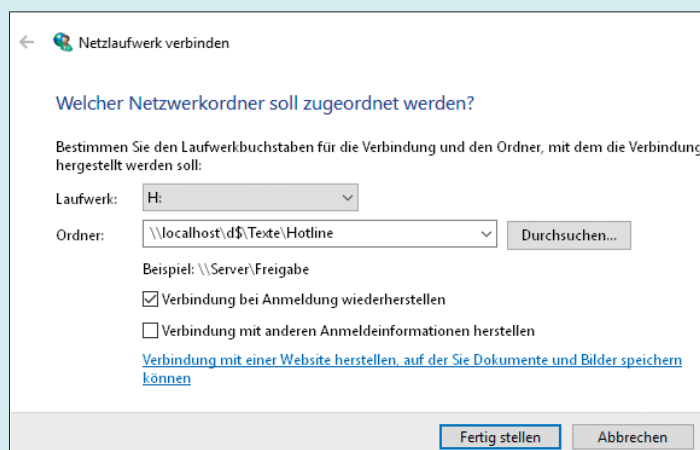 Netzlaufwerk verbinden
Welcher Netzwerkordner soll zugeordnet werden?
Bestimmen Sie den Laufwerkbuchstaben für die Verbindung und den Ordner, mit dem die Verbindung
hergestellt werden soll:
Laufwerk: H:
Ordner: \\localhost\d$\Texte\Hotline Durchsuchen...
Beispiel: \\Server\Freigabe
Verbindung bei Anmeldung wiederherstellen
Verbindung mit anderen Anmeldeinformationen herstellen
Verbindung mit einer Website herstellen, auf der Sie Dokumente und Bilder speichern
können
Fertig stellen Abbrechen